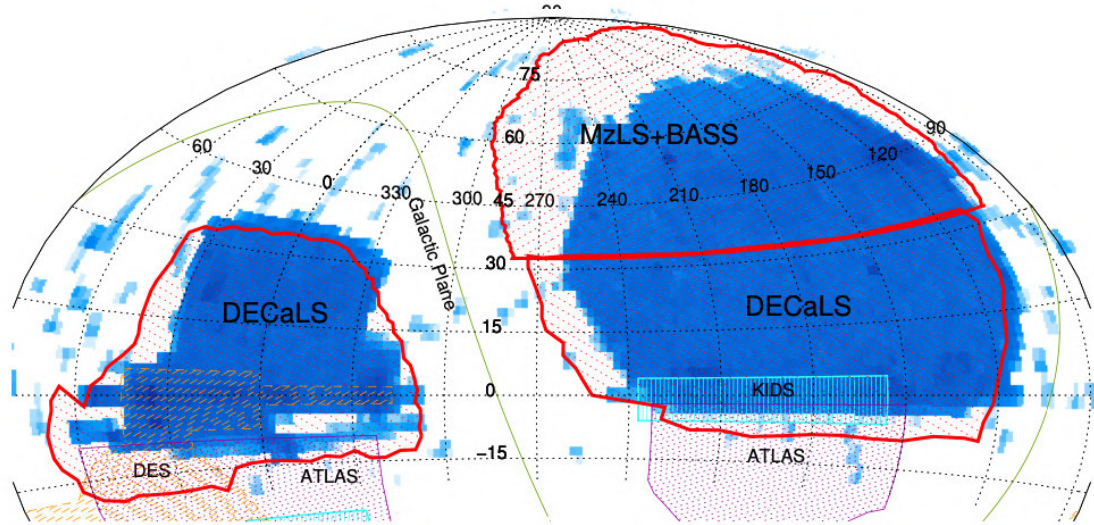 90
75
60
MzLS+BASS
90
120
150
180
210
240
270
45
300
330
0
30
60
Galactic Plane
30
DECaLS
DECaLS
15
0
KIDS
-15
DES
ATLAS
ATLAS